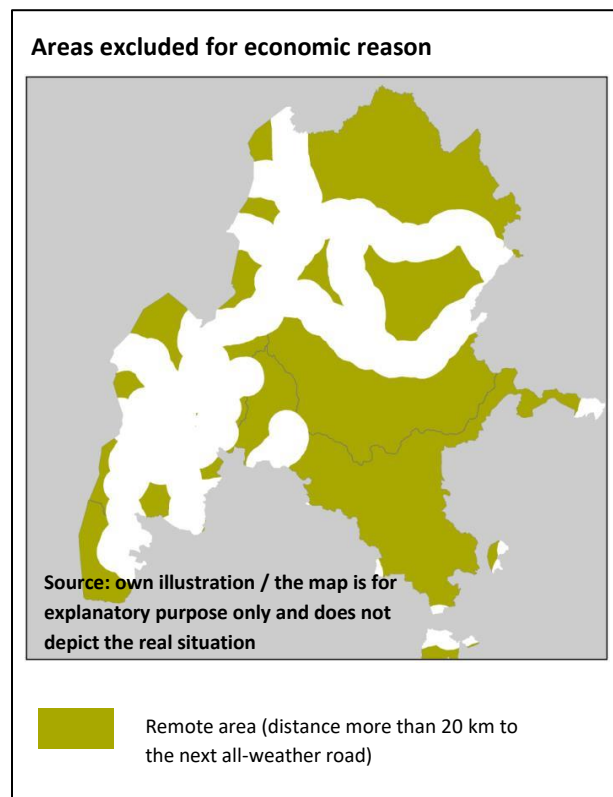 Areas excluded for economic reason
Source: own illustration / the map is for
explanatory purpose only and does not
depict the real situation
Remote area (distance more than 20 km to
the next all-weather road)